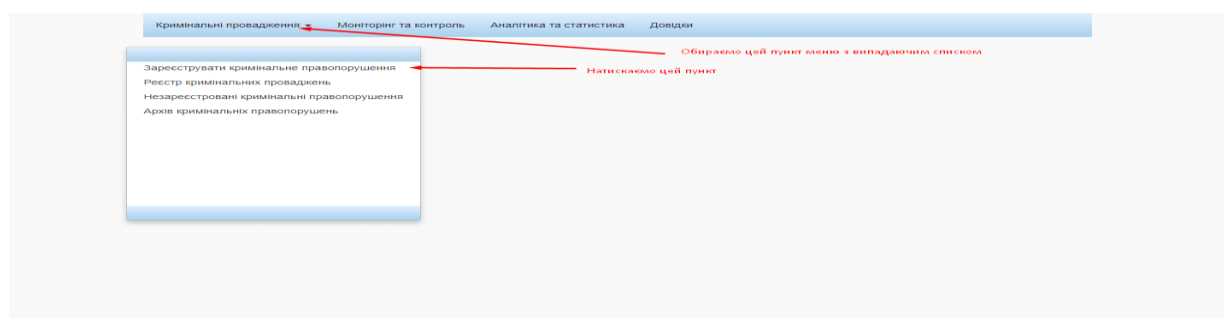 Кримінальні провадження Моніторінг та контроль Аналітика та статистика Довідки
Обираємо цей пункт меню з випадаючим списком
Зареєструвати кримінальне правопорушення
Натискаємо цей пункт
Реєстр кримінальних проваджень
Незареєстровані кримінальні правопорушення
Архів кримінальніх правопорушень